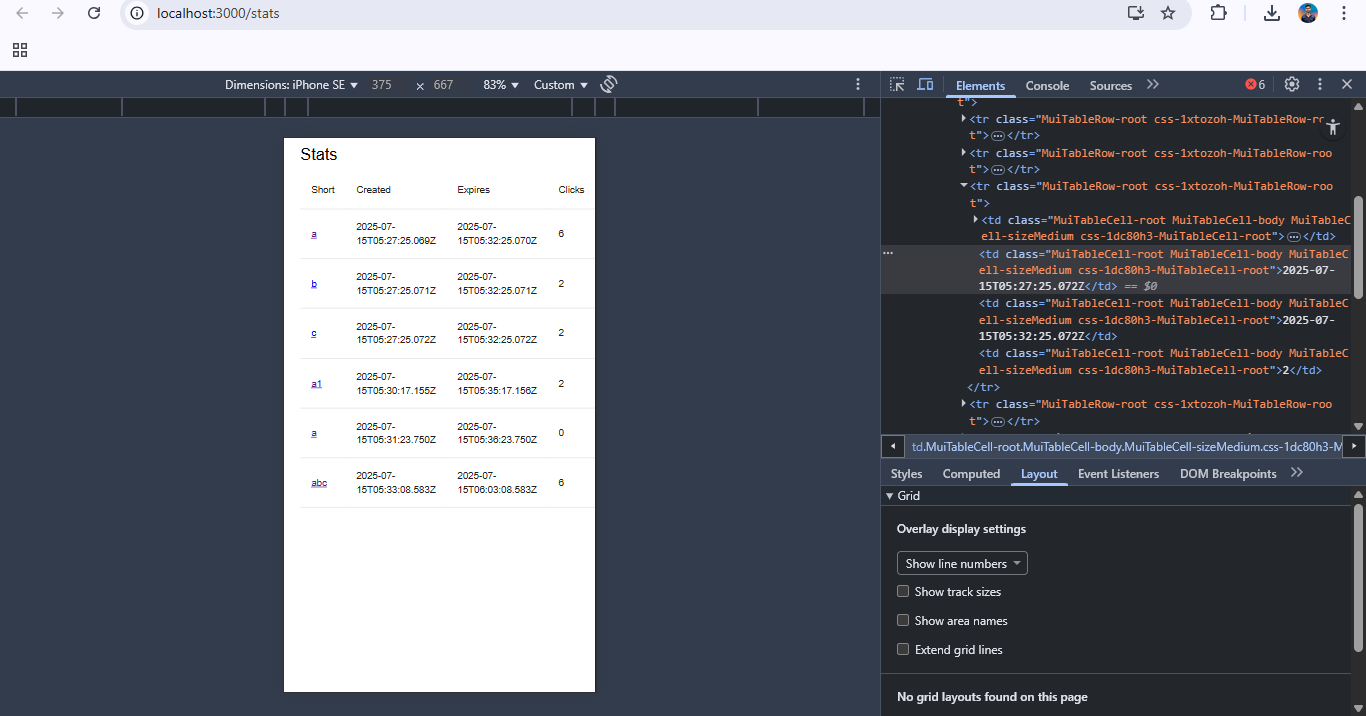 localhost:3000/stats
Dimensions: iPhone SE 375 × 667 83% Custom
Stats
Short Created Expires Clicks
a 2025-07-15T05:27:25.069Z 2025-07-15T05:32:25.070Z 6
b 2025-07-15T05:27:25.071Z 2025-07-15T05:32:25.071Z 2
c 2025-07-15T05:27:25.072Z 2025-07-15T05:32:25.072Z 2
a1 2025-07-15T05:30:17.155Z 2025-07-15T05:35:17.156Z 2
a 2025-07-15T05:31:23.750Z 2025-07-15T05:36:23.750Z 0
abc 2025-07-15T05:33:08.583Z 2025-07-15T06:03:08.583Z 6
Elements Console Sources 6
t">
<tr class="MuiTableRow-root css-1xtozoh-MuiTableRow-roo
t"> … </tr>
<tr class="MuiTableRow-root css-1xtozoh-MuiTableRow-roo
t"> … </tr>
<tr class="MuiTableRow-root css-1xtozoh-MuiTableRow-roo
t">
<td class="MuiTableCell-root MuiTableCell-body MuiTableC
ell-sizeMedium css-1dc80h3-MuiTableCell-root"> … </td>
<td class="MuiTableCell-root MuiTableCell-body MuiTableC
ell-sizeMedium css-1dc80h3-MuiTableCell-root">2025-07-
15T05:27:25.072Z</td> == $0
<td class="MuiTableCell-root MuiTableCell-body MuiTableC
ell-sizeMedium css-1dc80h3-MuiTableCell-root">2025-07-
15T05:32:25.072Z</td>
<td class="MuiTableCell-root MuiTableCell-body MuiTableC
ell-sizeMedium css-1dc80h3-MuiTableCell-root">2</td>
</tr>
<tr class="MuiTableRow-root css-1xtozoh-MuiTableRow-roo
t"> … </tr>
td.MuiTableCell-root.MuiTableCell-body.MuiTableCell-sizeMedium.css-1dc80h3-M
Styles Computed Layout Event Listeners DOM Breakpoints
Grid
Overlay display settings
Show line numbers
Show track sizes
Show area names
Extend grid lines
No grid layouts found on this page